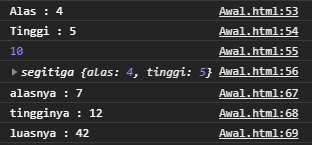 Alas : 4 Awal.html:53
Tinggi : 5 Awal.html:54
10 Awal.html:55
▶ segitiga {alas: 4, tinggi: 5} Awal.html:56
alasnya : 7 Awal.html:67
tingginya : 12 Awal.html:68
luasnya : 42 Awal.html:69